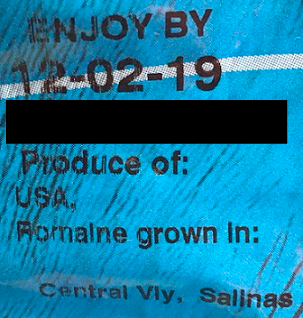 ENJOY BY
12-02-19
Produce of:
USA,
Romaine grown in:
Central Vly, Salinas